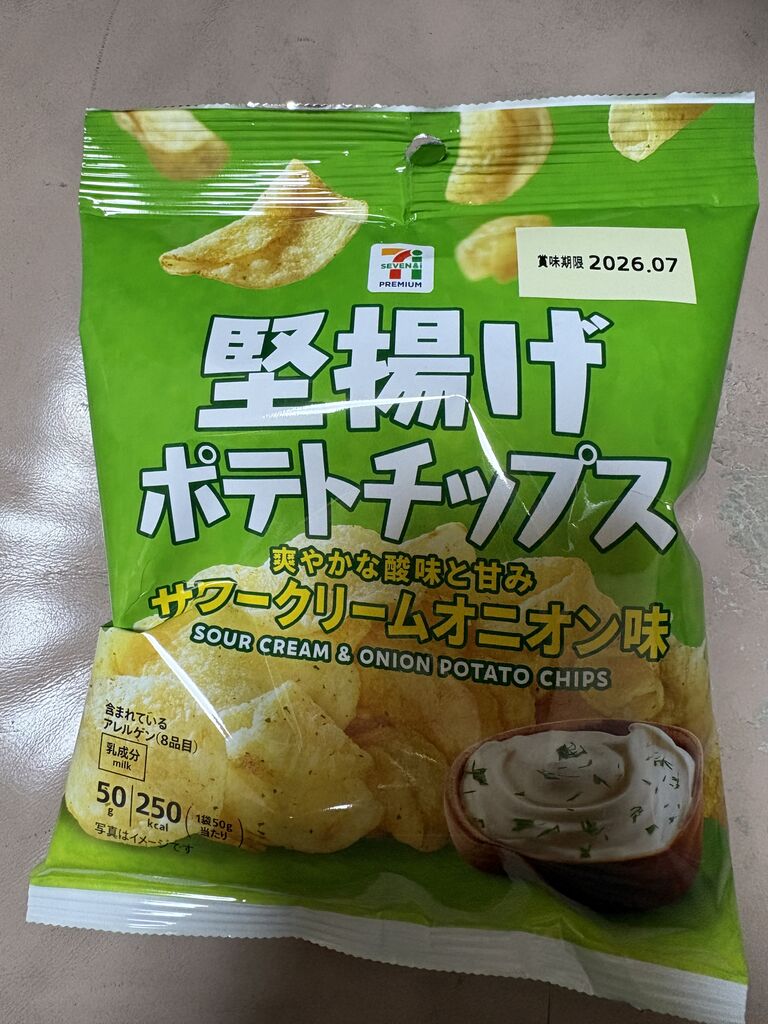 7i
SEVEN&i
PREMIUM
賞味期限 2026.07
堅揚げ
ポテトチップス
爽やかな酸味と甘み
サワークリームオニオン味
SOUR CREAM & ONION POTATO CHIPS
含まれている
アレルゲン(8品目)
乳成分
milk
50g 250kcal (1袋50g当たり)
写真はイメージです